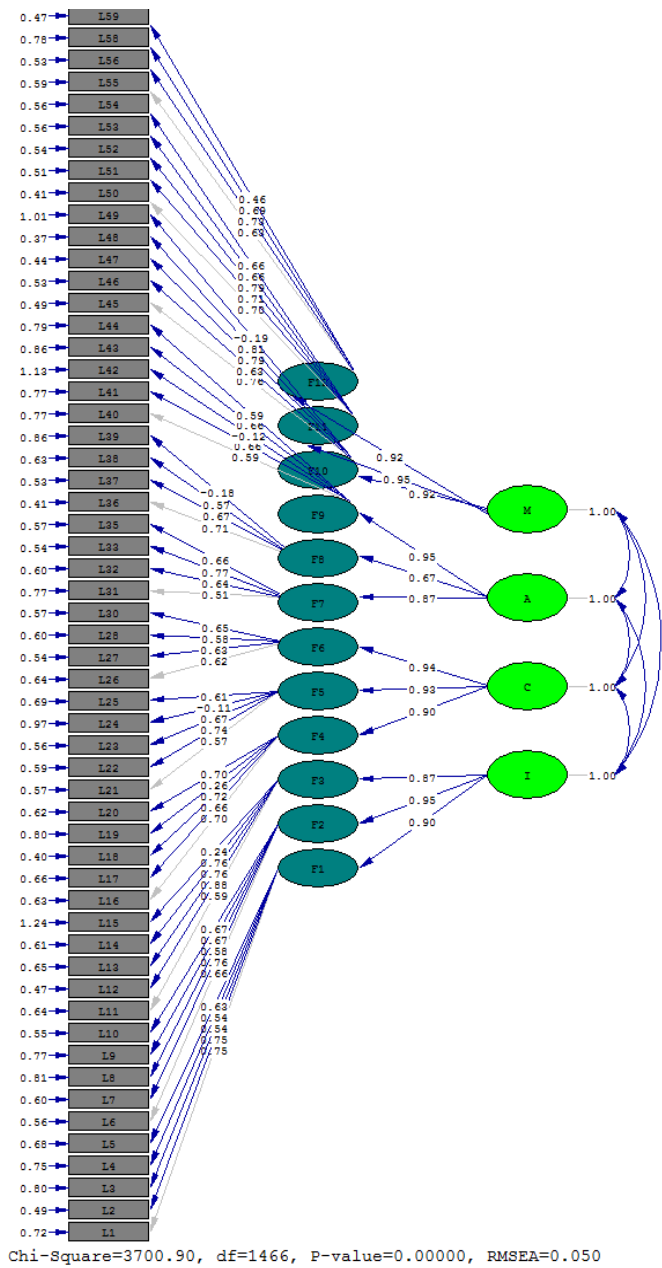 0.47 L59
0.78 L58
0.53 L56
0.59 L55
0.56 L54
0.56 L53
0.54 L52
0.51 L51
0.41 L50
1.01 L49
0.37 L48
0.44 L47
0.53 L46
0.49 L45
0.79 L44
0.86 L43
1.13 L42
0.77 L41
0.77 L40
0.86 L39
0.63 L38
0.53 L37
0.41 L36
0.57 L35
0.54 L33
0.60 L32
0.77 L31
0.57 L30
0.60 L28
0.54 L27
0.64 L26
0.69 L25
0.97 L24
0.56 L23
0.59 L22
0.57 L21
0.62 L20
0.80 L19
0.40 L18
0.66 L17
0.63 L16
1.24 L15
0.61 L14
0.65 L13
0.47 L12
0.64 L11
0.55 L10
0.77 L9
0.81 L8
0.60 L7
0.56 L6
0.68 L5
0.75 L4
0.80 L3
0.49 L2
0.72 L1
0.46
0.63
0.66
0.66
0.79
0.71
0.70
-0.19
0.81
0.79
0.63
0.76
0.59
0.66
-0.12
0.66
0.59
-0.18
0.57
0.67
0.71
0.66
0.77
0.64
0.51
0.65
0.58
0.63
0.62
0.61
-0.11
0.67
0.74
0.57
0.70
0.26
0.72
0.66
0.70
0.24
0.76
0.76
0.88
0.59
0.67
0.67
0.58
0.76
0.66
0.63
0.54
0.54
0.75
0.75
F12
F11
F10
F9
F8
F7
F6
F5
F4
F3
F2
F1
0.92
0.95
0.92
0.95
0.67
0.87
0.94
0.93
0.90
0.87
0.95
0.90
M 1.00
A 1.00
C 1.00
I 1.00
Chi-Square=3700.90, df=1466, P-value=0.00000, RMSEA=0.050